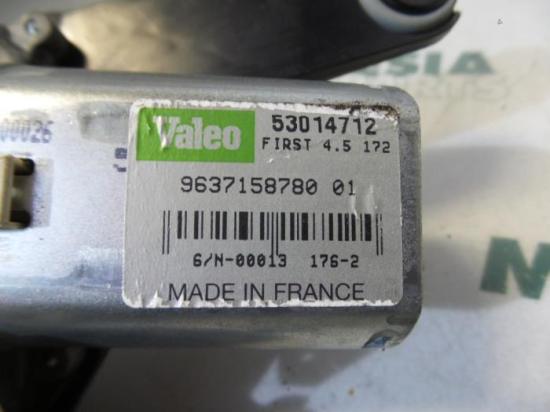 Valeo
53014712
FIRST 4.5 172
9637158780 01
6/N-00013 176-2
MADE IN FRANCE